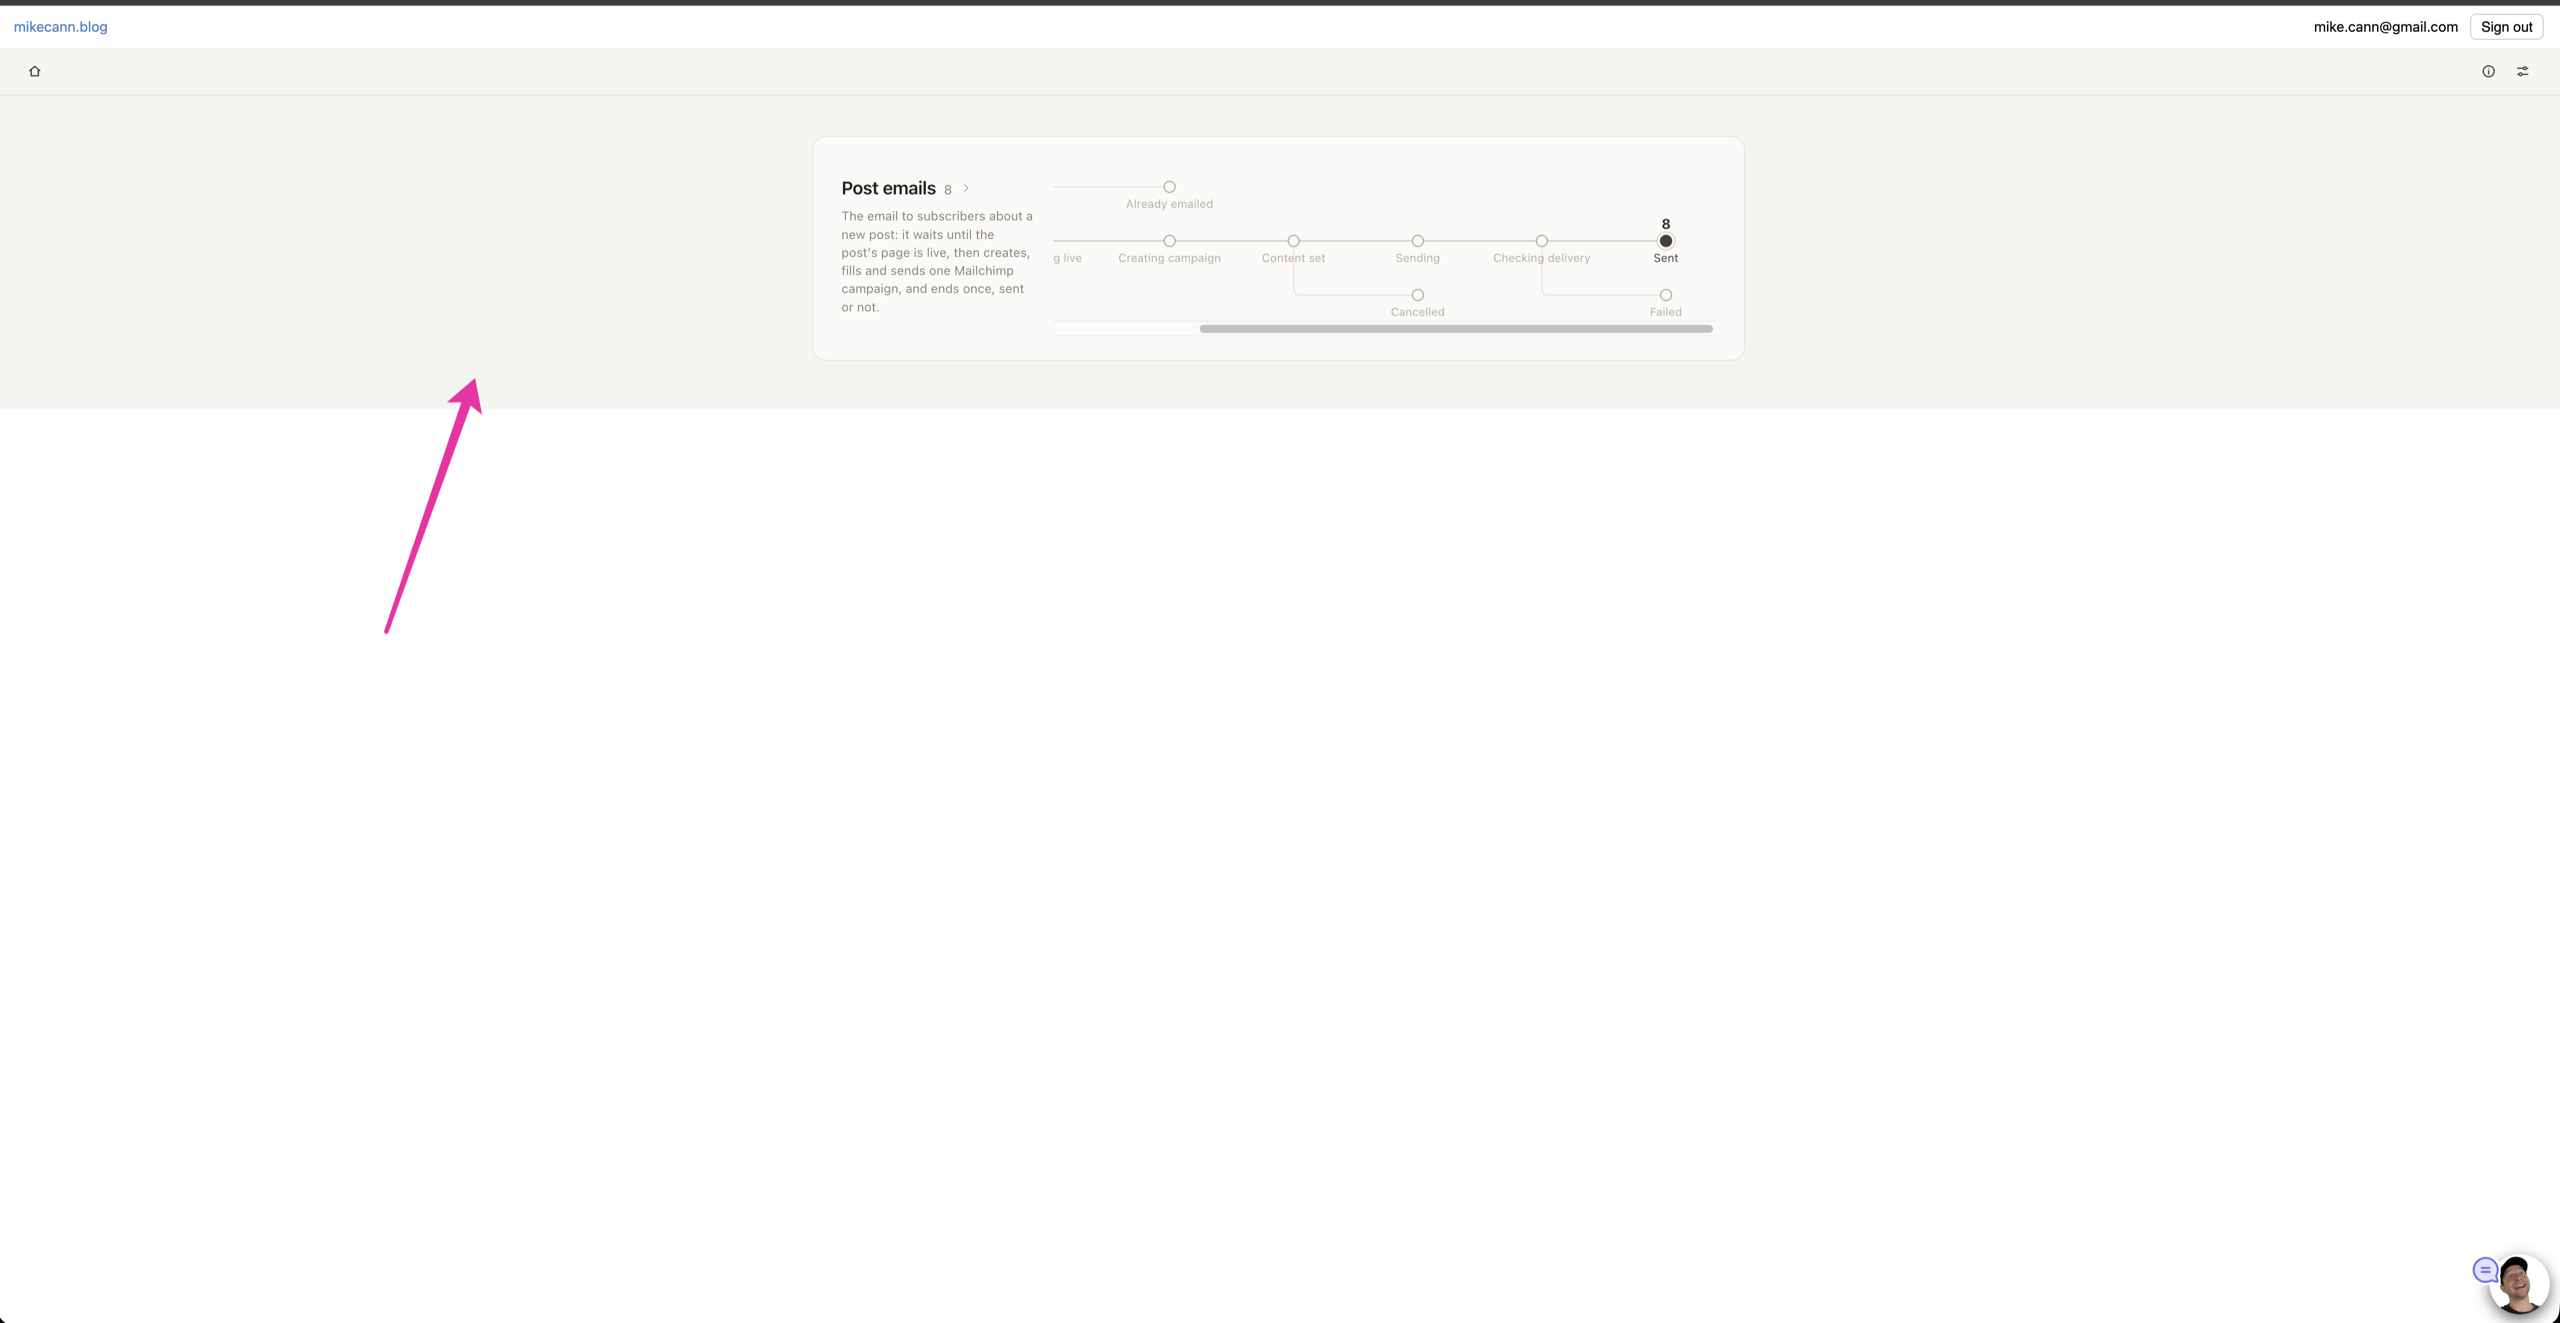 mikecann.blog
mike.cann@gmail.com
Sign out
Post emails 8
The email to subscribers about a
new post: it waits until the
post's page is live, then creates,
fills and sends one Mailchimp
campaign, and ends once, sent
or not.
Already emailed
8
g live
Creating campaign
Content set
Sending
Checking delivery
Sent
Cancelled
Failed